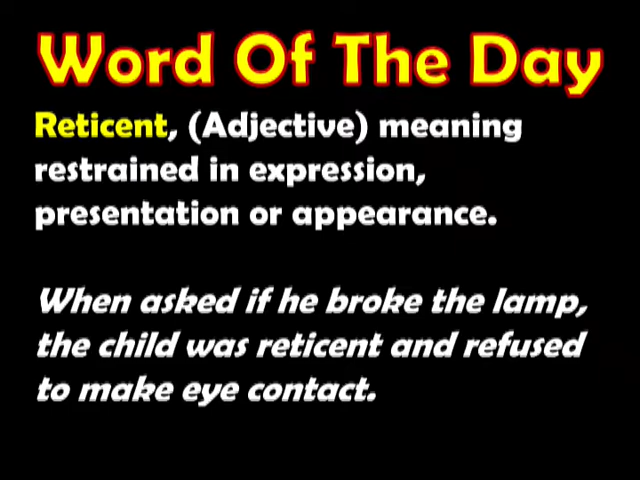 Word Of The Day
Reticent, (Adjective) meaning
restrained in expression,
presentation or appearance.
When asked if he broke the lamp,
the child was reticent and refused
to make eye contact.